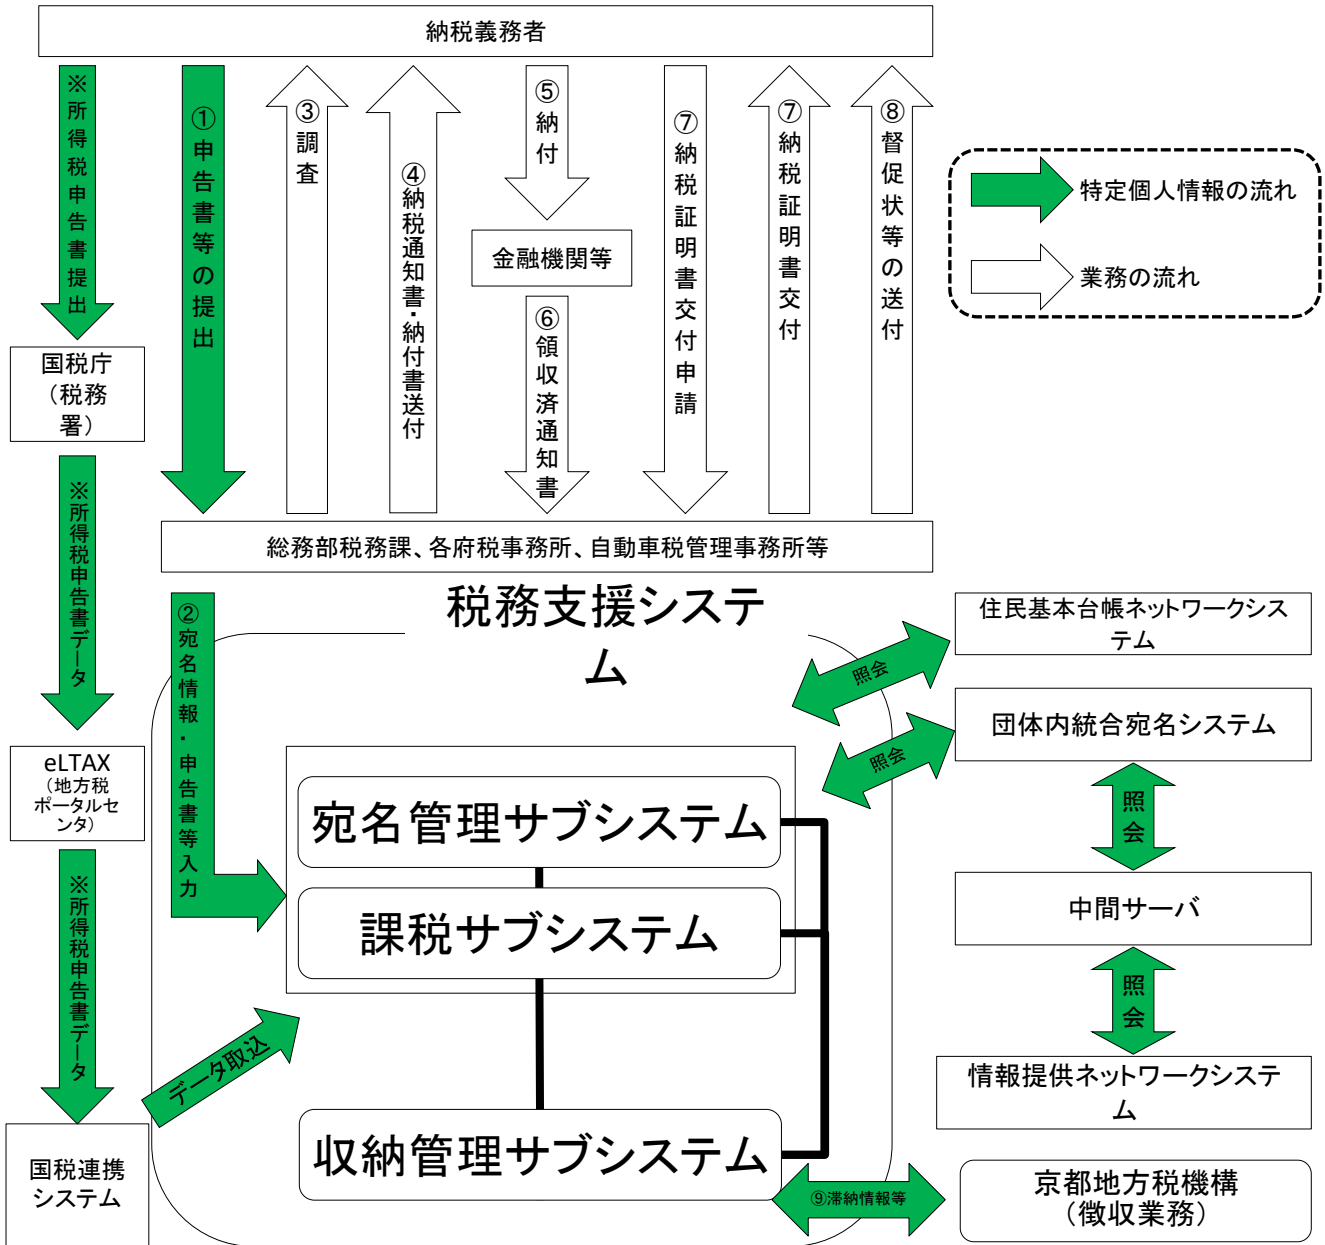 納税義務者
※所得税申告書提出
①申告書等の提出
③調査
④納税通知書・納付書送付
⑤納付
⑦納税証明書交付申請
⑦納税証明書交付
⑧督促状等の送付
特定個人情報の流れ
業務の流れ
金融機関等
⑥領収済通知書
国税庁
（税務
署）
※所得税申告書データ
総務部税務課、各府税事務所、自動車税管理事務所等
税務支援システ
ム
②宛名情報・申告書等入力
住民基本台帳ネットワークシス
テム
照会
団体内統合宛名システム
照会
eLTAX
（地方税
ポータルセ
ンタ）
宛名管理サブシステム
照会
課税サブシステム
中間サーバ
※所得税申告書データ
照会
データ取込
情報提供ネットワークシステ
ム
国税連携
システム
収納管理サブシステム
⑨滞納情報等
京都地方税機構
（徴収業務）